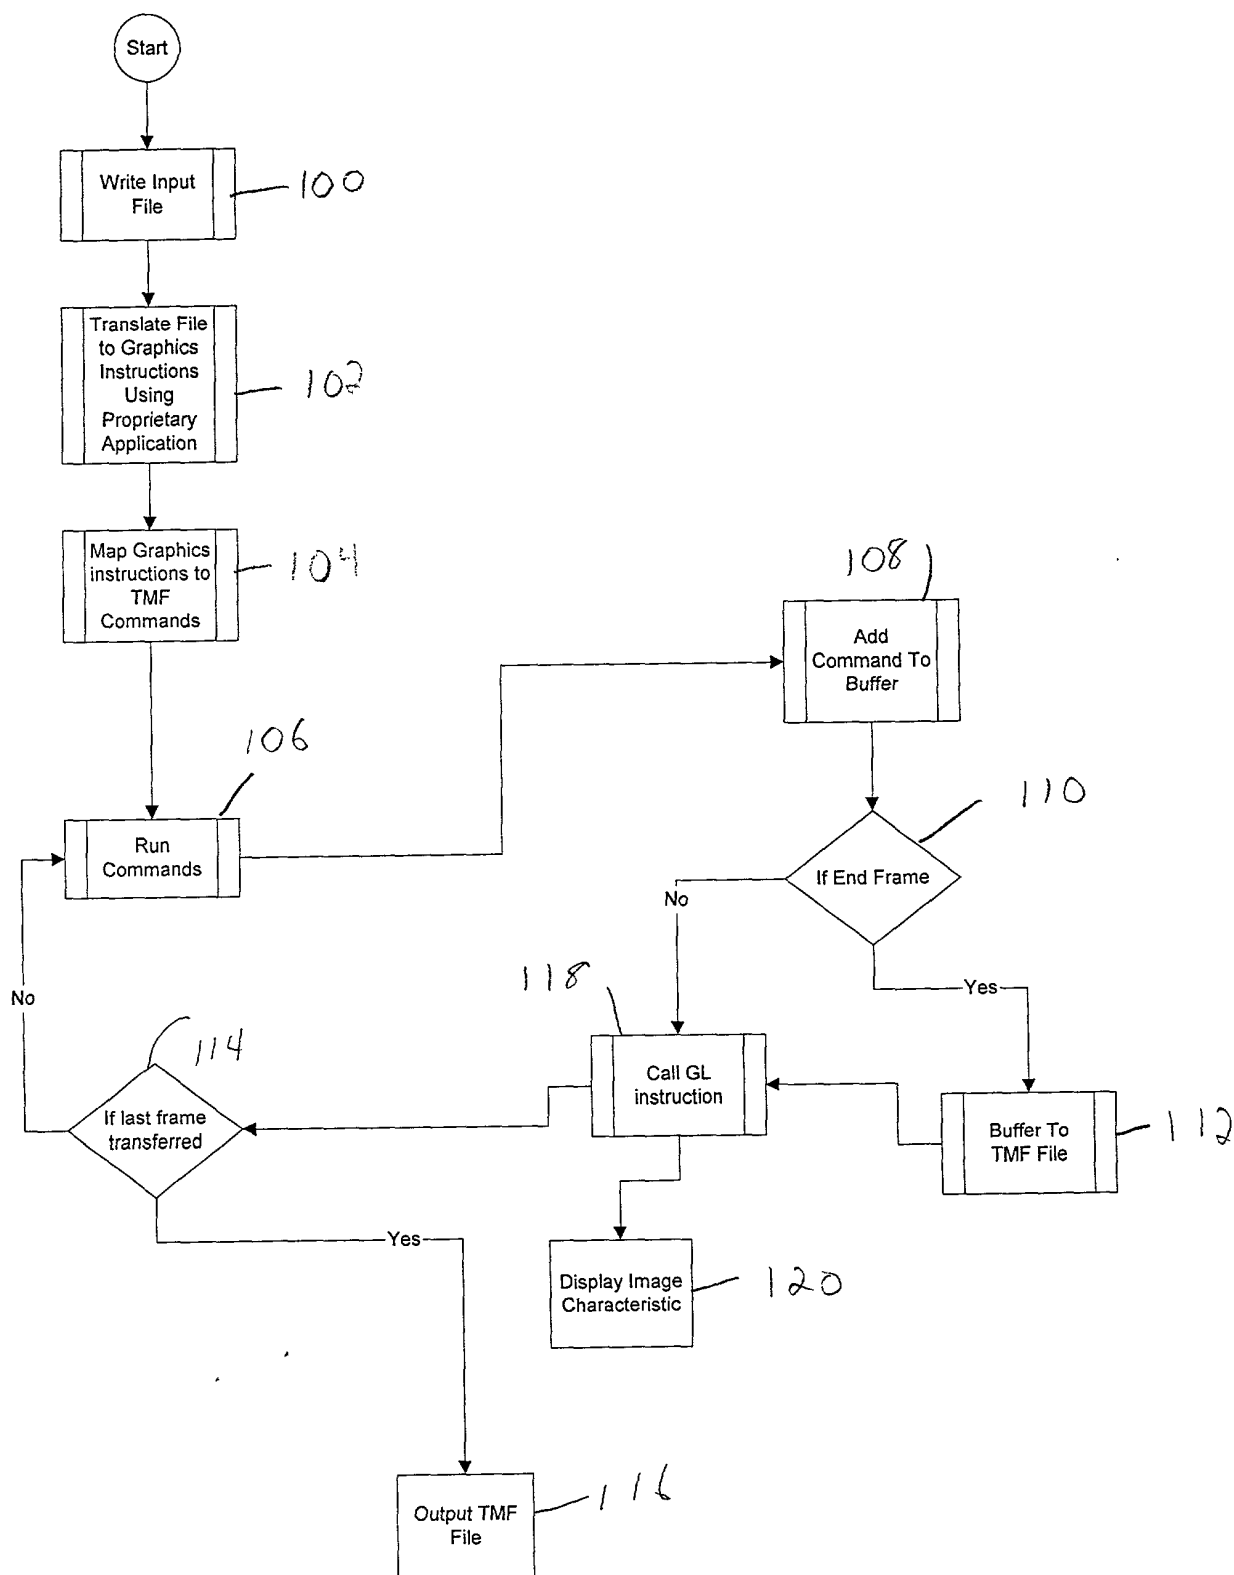 Start
Write Input
File
100
Translate File
to Graphics
Instructions
Using
Proprietary
Application
102
Map Graphics
instructions to
TMF
Commands
104
106
Run
Commands
108
Add
Command To
Buffer
110
If End Frame
No
Yes
118
Call GL
instruction
Buffer To
TMF File
112
No
114
If last frame
transferred
Yes
Display Image
Characteristic
120
Output TMF
File
116